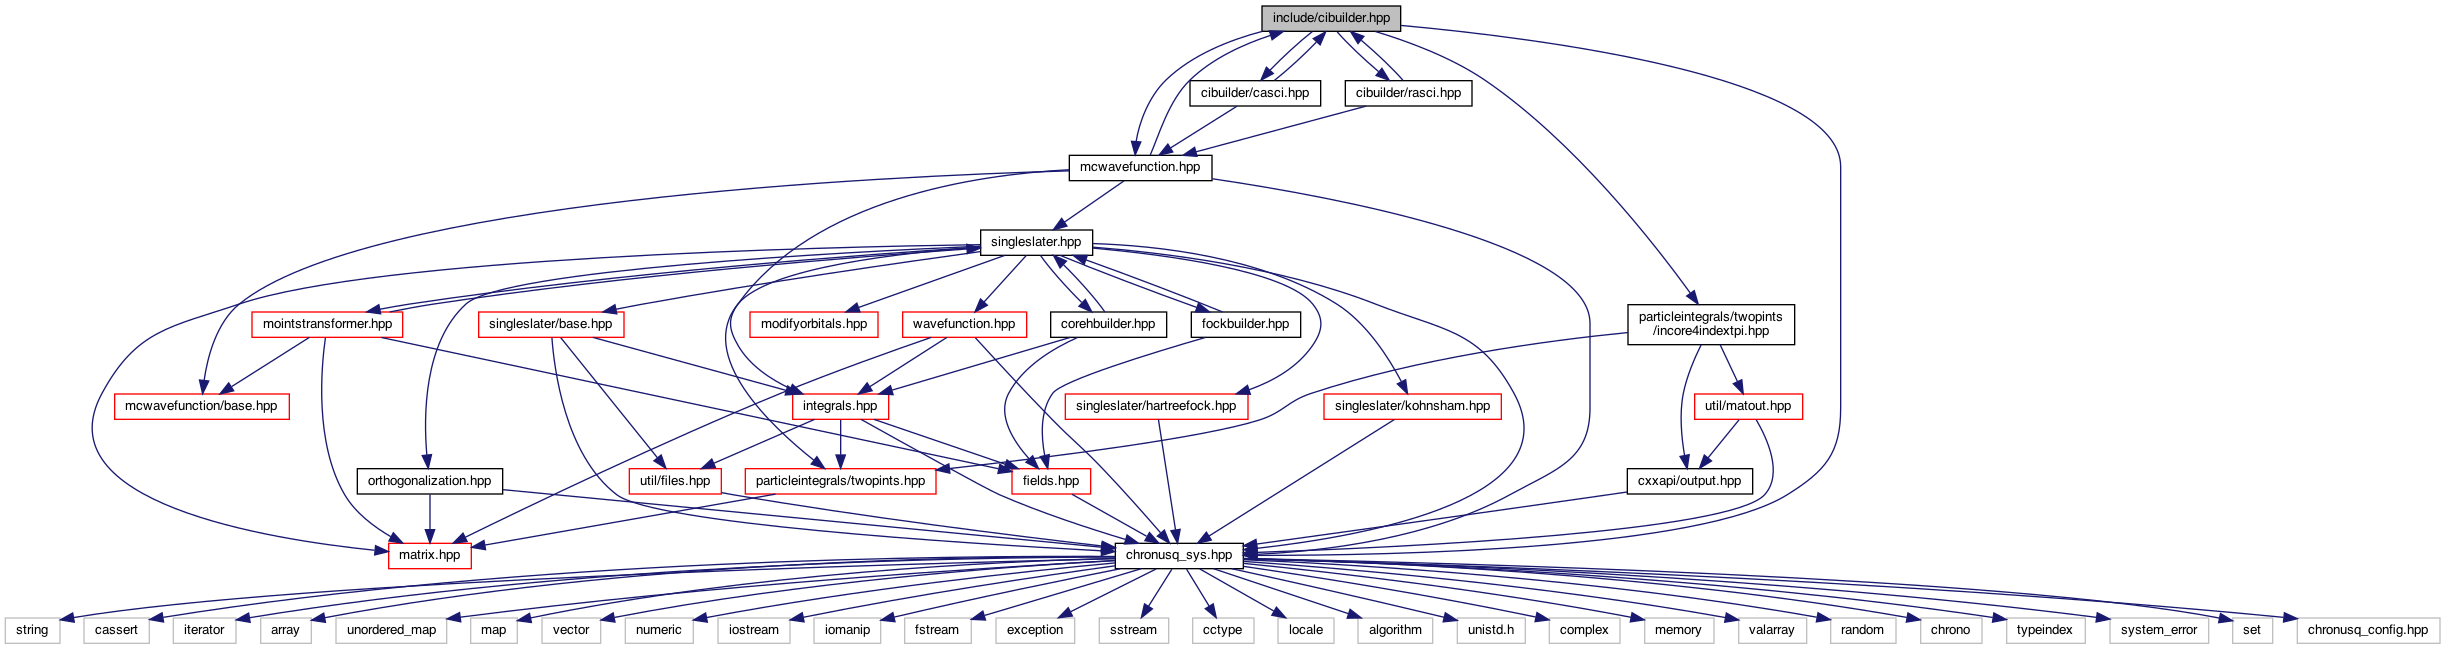 include/cibuilder.hpp
cibuilder/casci.hpp
cibuilder/rasci.hpp
mcwavefunction.hpp
singleslater.hpp
mointstransformer.hpp
singleslater/base.hpp
modifyorbitals.hpp
wavefunction.hpp
corehbuilder.hpp
fockbuilder.hpp
particleintegrals/twopints
/incore4indextpi.hpp
mcwavefunction/base.hpp
integrals.hpp
singleslater/hartreefock.hpp
singleslater/kohnsham.hpp
util/matout.hpp
orthogonalization.hpp
util/files.hpp
particleintegrals/twopints.hpp
fields.hpp
cxxapi/output.hpp
matrix.hpp
chronusq_sys.hpp
string
cassert
iterator
array
unordered_map
map
vector
numeric
iostream
iomanip
fstream
exception
sstream
cctype
locale
algorithm
unistd.h
complex
memory
valarray
random
chrono
typeindex
system_error
set
chronusq_config.hpp